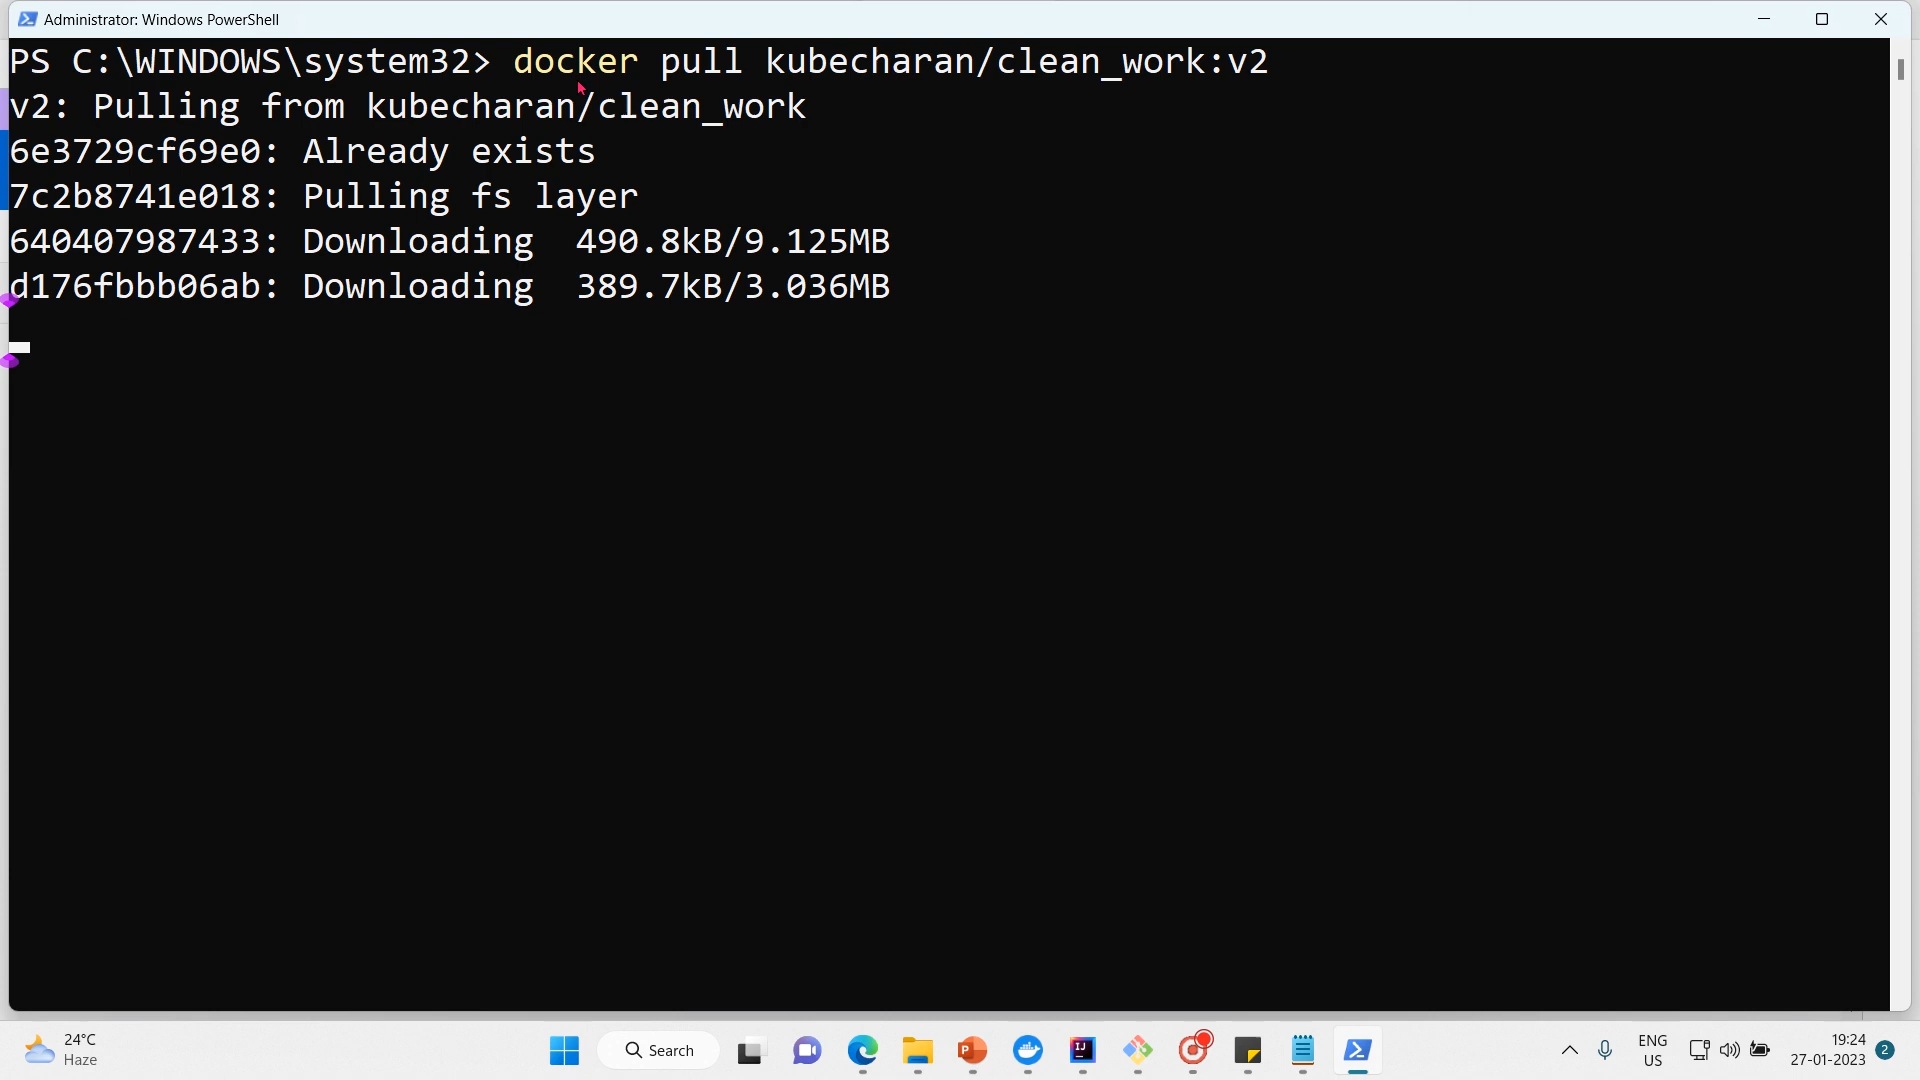 Administrator: Windows PowerShell
PS C:\WINDOWS\system32> docker pull kubecharan/clean_work:v2
v2: Pulling from kubecharan/clean_work
6e3729cf69e0: Already exists
7c2b8741e018: Pulling fs layer
640407987433: Downloading  490.8kB/9.125MB
d176fbbb06ab: Downloading  389.7kB/3.036MB
24°C
Haze
Search
P
IJ
ENG
US
19:24
27-01-2023
2